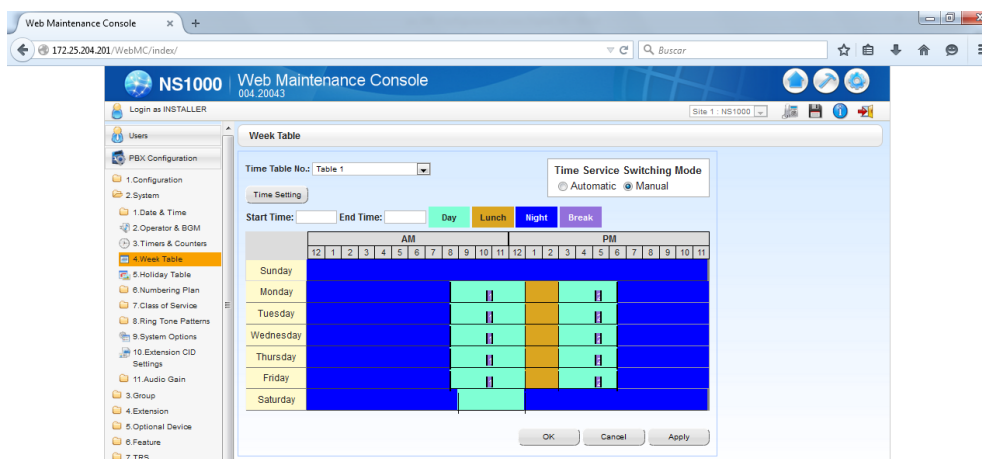 Web Maintenance Console
172.25.204.201/WebMC/index/
Buscar
NS1000
Web Maintenance Console
004.20043
Login as INSTALLER
Site 1 : NS1000
Users
PBX Configuration
1.Configuration
2.System
1.Date & Time
2.Operator & BGM
3.Timers & Counters
4.Week Table
5.Holiday Table
6.Numbering Plan
7.Class of Service
8.Ring Tone Patterns
9.System Options
10.Extension CID
Settings
11.Audio Gain
3.Group
4.Extension
5.Optional Device
6.Feature
7.TRS
Week Table
Time Table No.: Table 1
Time Service Switching Mode
Automatic Manual
Time Setting
Start Time: End Time: Day Lunch Night Break
AM PM
12 1 2 3 4 5 6 7 8 9 10 11 12 1 2 3 4 5 6 7 8 9 10 11
Sunday
Monday
Tuesday
Wednesday
Thursday
Friday
Saturday
OK Cancel Apply